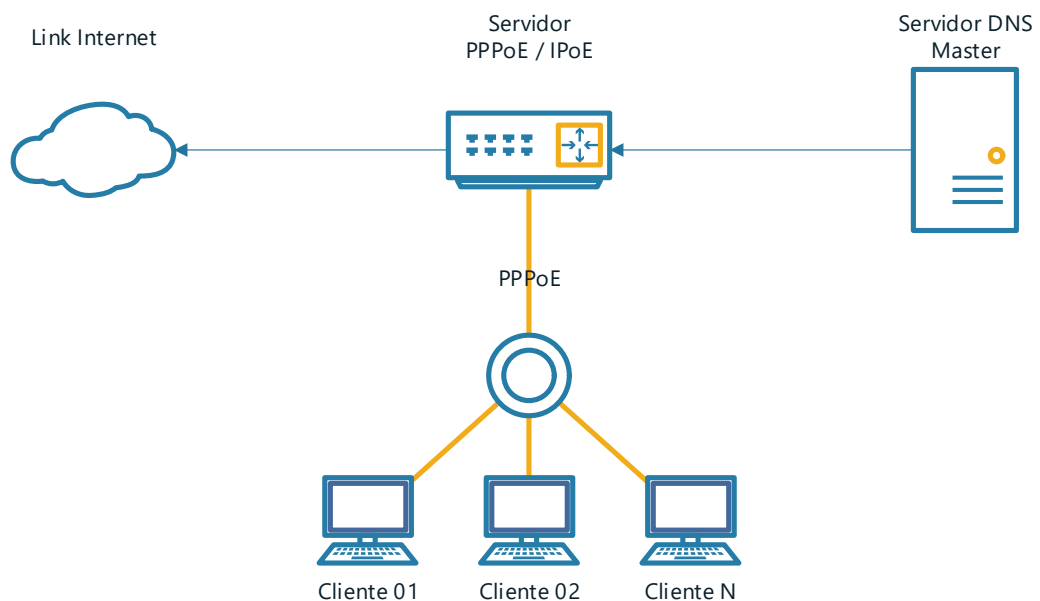 Link Internet
Servidor
PPPoE / IPoE
Servidor DNS
Master
PPPoE
Cliente 01
Cliente 02
Cliente N